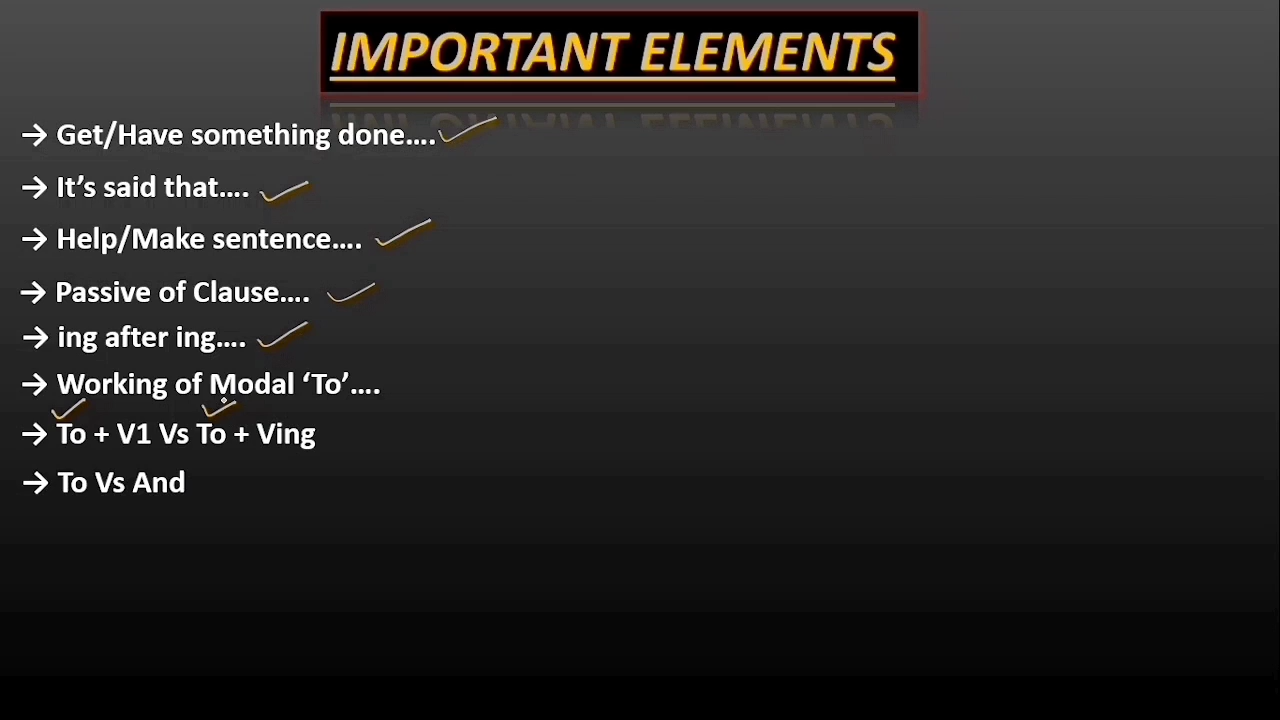 IMPORTANT ELEMENTS
→ Get/Have something done....
→ It's said that....
→ Help/Make sentence....
→ Passive of Clause....
→ ing after ing....
→ Working of Modal ‘To’....
→ To + V1 Vs To + Ving
→ To Vs And